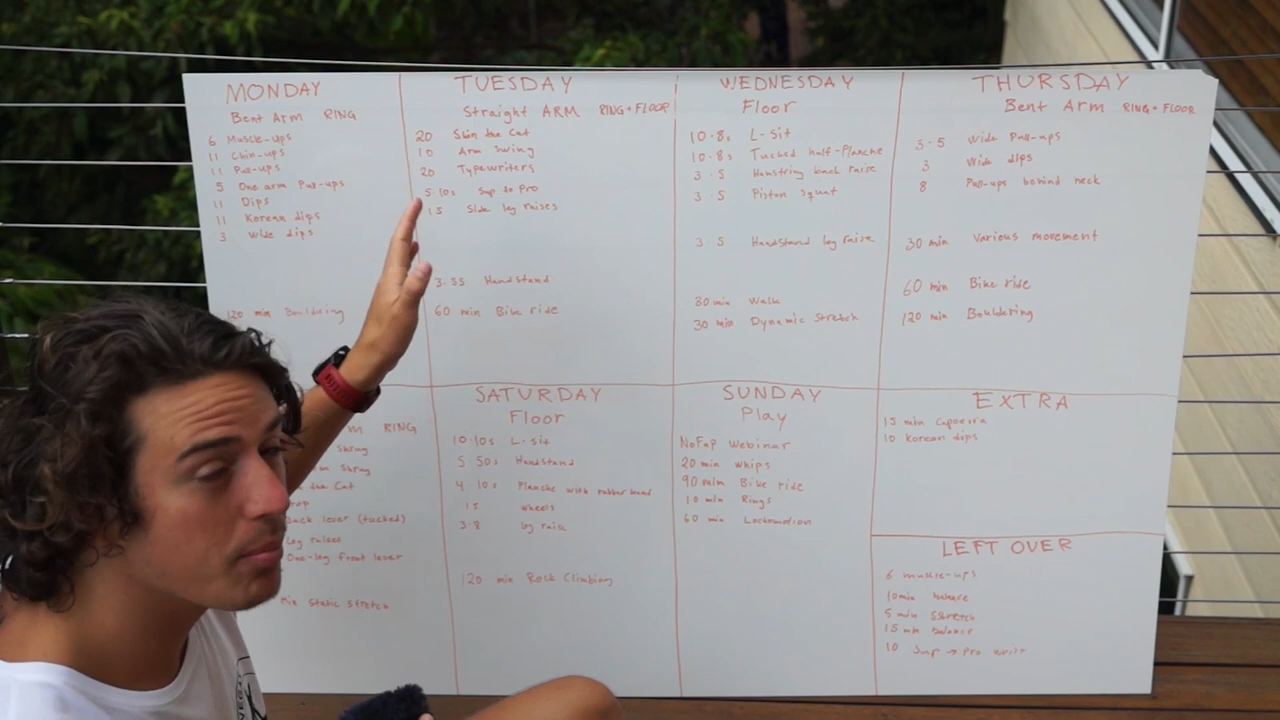 MONDAY
Bent Arm RING
6 Muscle-ups
11 Chin-ups
11 Pull-ups
5 One arm Pull-ups
11 Dips
11 Korean dips
3 Wide dips
120 min Bouldering
TUESDAY
Straight ARM RING+FLOOR
20 Skin the Cat
10 Arm Swing
20 Typewriters
5 10s Sup to Pro
15 Side leg raises
3-55 Handstand
60 min Bike ride
WEDNESDAY
Floor
10-8s L-sit
10-8s Tucked half-Planche
3-5 Hamstring back raise
3-5 Piston squat
3-5 Handstand leg raise
30 min Walk
30 min Dynamic Stretch
THURSDAY
Bent Arm RING+FLOOR
3-5 Wide Pull-ups
3 Wide dips
8 Pull-ups behind neck
30 min Various movement
60 min Bike ride
120 min Bouldering
RING
Shrug
Shrug
the Cat
Back lever (tucked)
Leg raises
One-leg front lever
Static Stretch
SATURDAY
Floor
10-10s L-sit
5 50s Handstand
4 10s Planche with rubber band
15 wheels
3-8 leg raise
120 min Rock Climbing
SUNDAY
Play
NoFap Webinar
20 min whips
90 min Bike ride
10 min Rings
60 min Locomotion
EXTRA
15 min Capoeira
10 Korean dips
LEFT OVER
6 muscle-ups
10min balance
5 min Stretch
15 min balance
10 Sup → Pro wrist